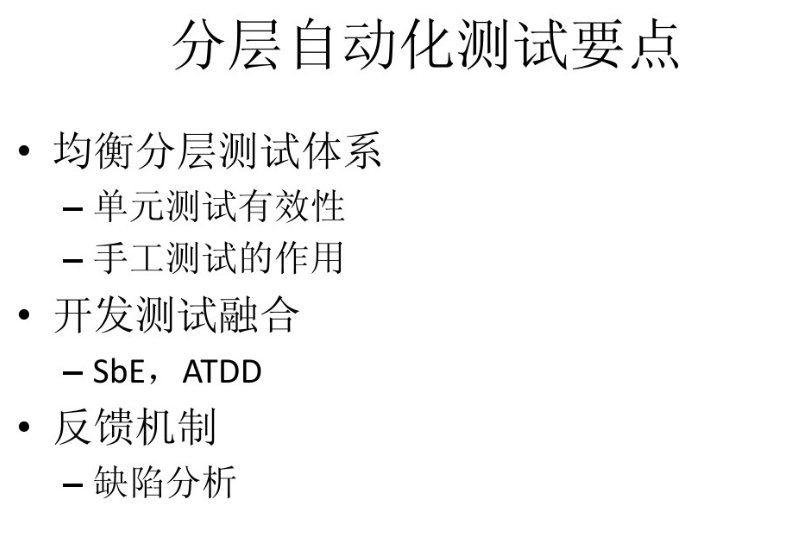 分层自动化测试要点
• 均衡分层测试体系
– 单元测试有效性
– 手工测试的作用
• 开发测试融合
– SbE，ATDD
• 反馈机制
– 缺陷分析